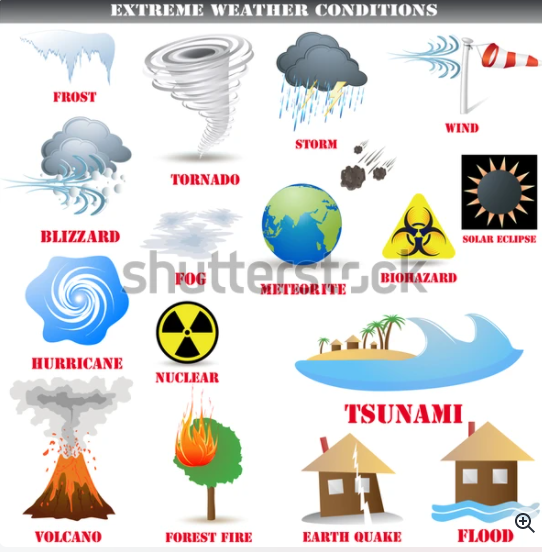 EXTREME WEATHER CONDITIONS
FROST
TORNADO
STORM
WIND
BLIZZARD
FOG
METEORITE
BIOHAZARD
SOLAR ECLIPSE
shutterstock
HURRICANE
NUCLEAR
TSUNAMI
VOLCANO
FOREST FIRE
EARTH QUAKE
FLOOD